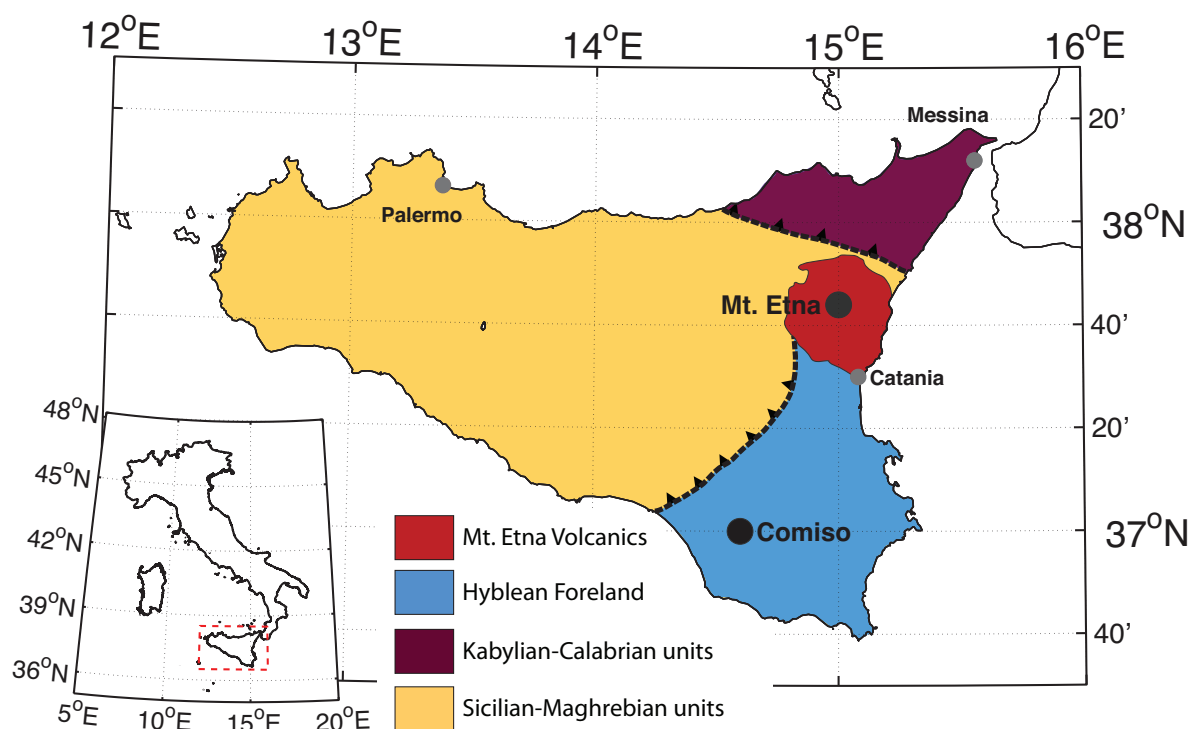 12°E 13°E 14°E 15°E 16°E
Messina
20’
Palermo
38°N
Mt. Etna
40’
Catania
20’
48°N
45°N
42°N
39°N
36°N
5°E 10°E 15°E 20°E
Comiso
37°N
40’
Mt. Etna Volcanics
Hyblean Foreland
Kabylian-Calabrian units
Sicilian-Maghrebian units